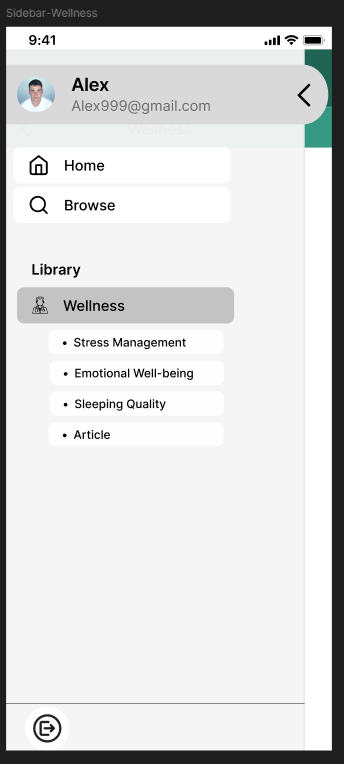 Sidebar-Wellness
9:41
Alex
Alex999@gmail.com
Wellness
Home
Browse
Library
Wellness
• Stress Management
• Emotional Well-being
• Sleeping Quality
• Article